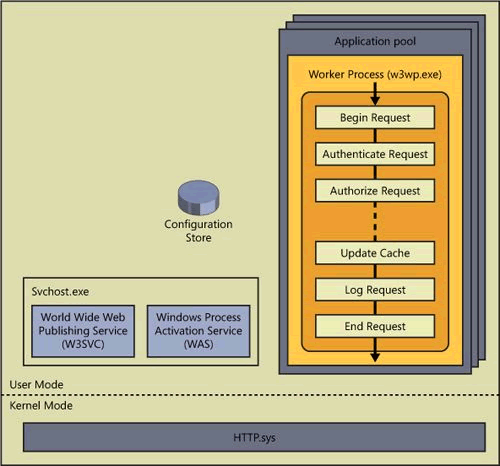 Application pool
Worker Process (w3wp.exe)
Begin Request
Authenticate Request
Authorize Request
Update Cache
Log Request
End Request
Configuration
Store
Svchost.exe
World Wide Web
Publishing Service
(W3SVC)
Windows Process
Activation Service
(WAS)
User Mode
Kernel Mode
HTTP.sys